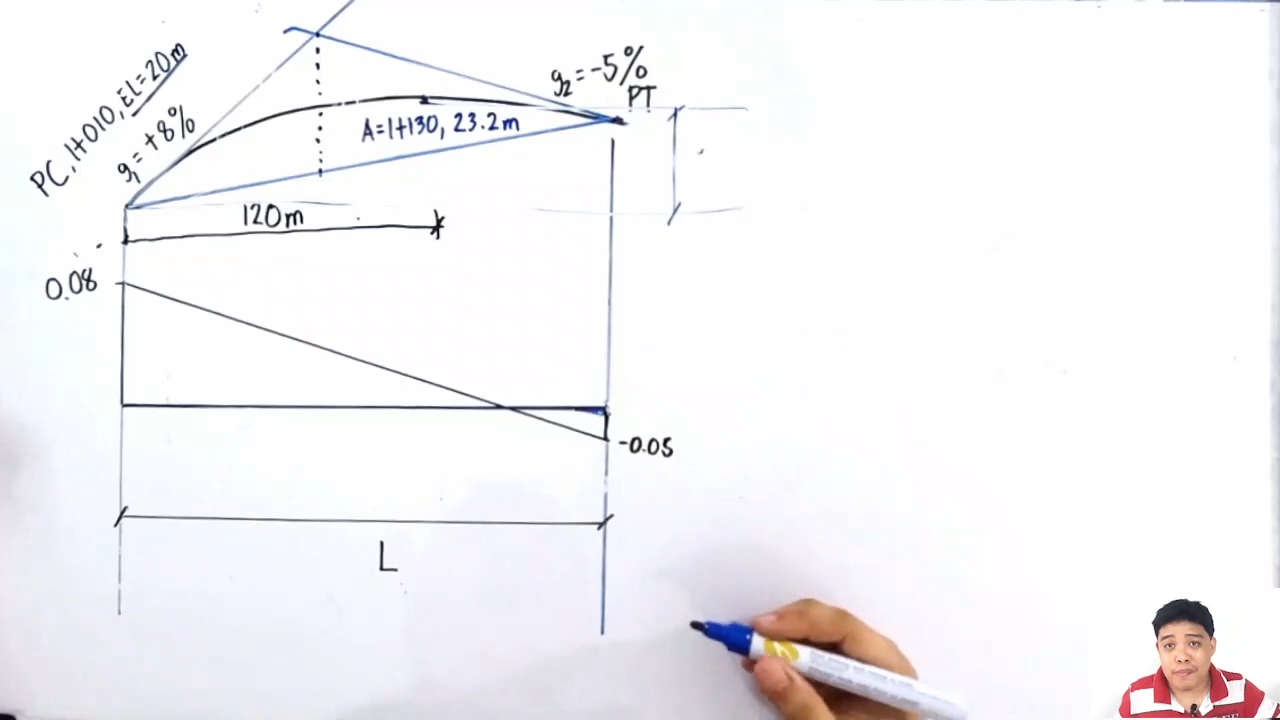 PC, 1+010, EL=20m
g₁=+8%
g₂=-5%
PT
A=1+130, 23.2m
120m
0.08
-0.05
L